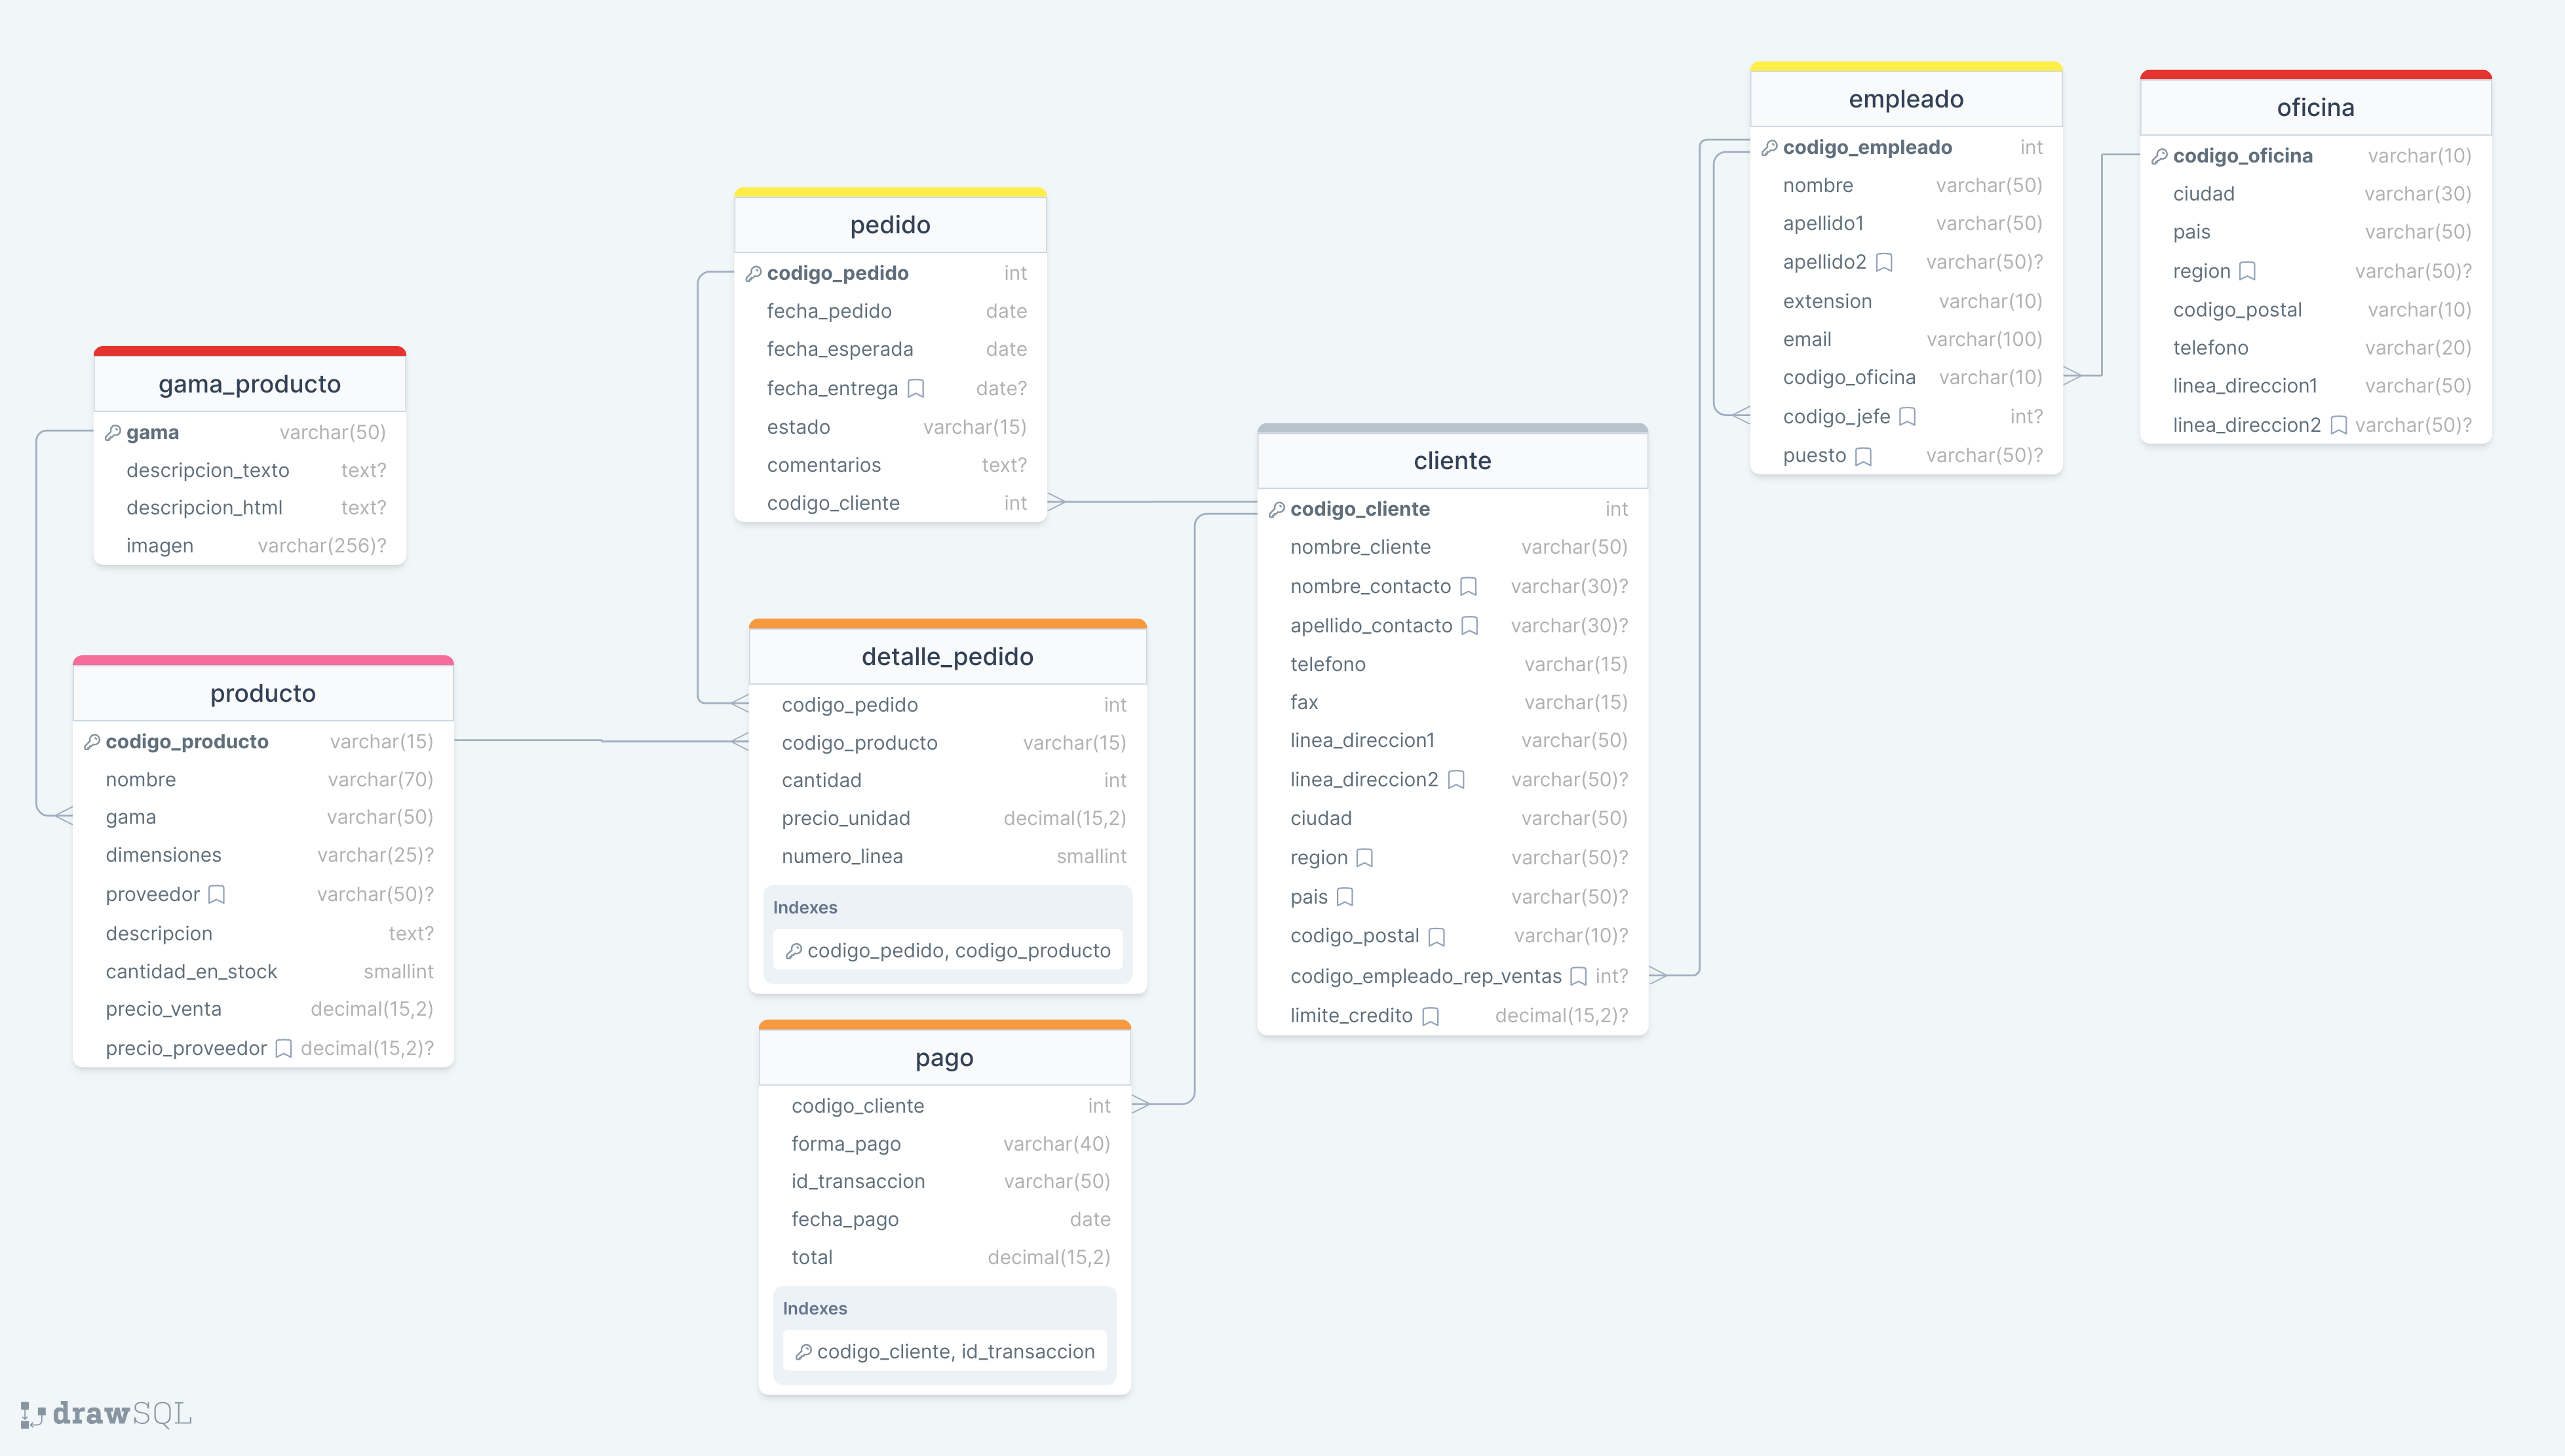 gama_producto
gama varchar(50)
descripcion_texto text?
descripcion_html text?
imagen varchar(256)?
producto
codigo_producto varchar(15)
nombre varchar(70)
gama varchar(50)
dimensiones varchar(25)?
proveedor varchar(50)?
descripcion text?
cantidad_en_stock smallint
precio_venta decimal(15,2)
precio_proveedor decimal(15,2)?
pedido
codigo_pedido int
fecha_pedido date
fecha_esperada date
fecha_entrega date?
estado varchar(15)
comentarios text?
codigo_cliente int
detalle_pedido
codigo_pedido int
codigo_producto varchar(15)
cantidad int
precio_unidad decimal(15,2)
numero_linea smallint
Indexes
codigo_pedido, codigo_producto
pago
codigo_cliente int
forma_pago varchar(40)
id_transaccion varchar(50)
fecha_pago date
total decimal(15,2)
Indexes
codigo_cliente, id_transaccion
cliente
codigo_cliente int
nombre_cliente varchar(50)
nombre_contacto varchar(30)?
apellido_contacto varchar(30)?
telefono varchar(15)
fax varchar(15)
linea_direccion1 varchar(50)
linea_direccion2 varchar(50)?
ciudad varchar(50)
region varchar(50)?
pais varchar(50)?
codigo_postal varchar(10)?
codigo_empleado_rep_ventas int?
limite_credito decimal(15,2)?
empleado
codigo_empleado int
nombre varchar(50)
apellido1 varchar(50)
apellido2 varchar(50)?
extension varchar(10)
email varchar(100)
codigo_oficina varchar(10)
codigo_jefe int?
puesto varchar(50)?
oficina
codigo_oficina varchar(10)
ciudad varchar(30)
pais varchar(50)
region varchar(50)?
codigo_postal varchar(10)
telefono varchar(20)
linea_direccion1 varchar(50)
linea_direccion2 varchar(50)?
drawSQL